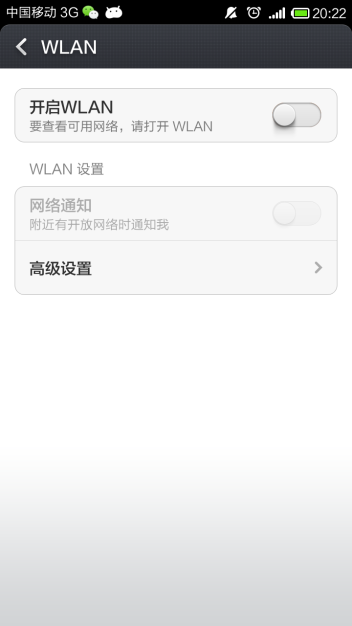 中国移动 3G 20:22
WLAN
开启WLAN
要查看可用网络，请打开 WLAN
WLAN 设置
网络通知
附近有开放网络时通知我
高级设置